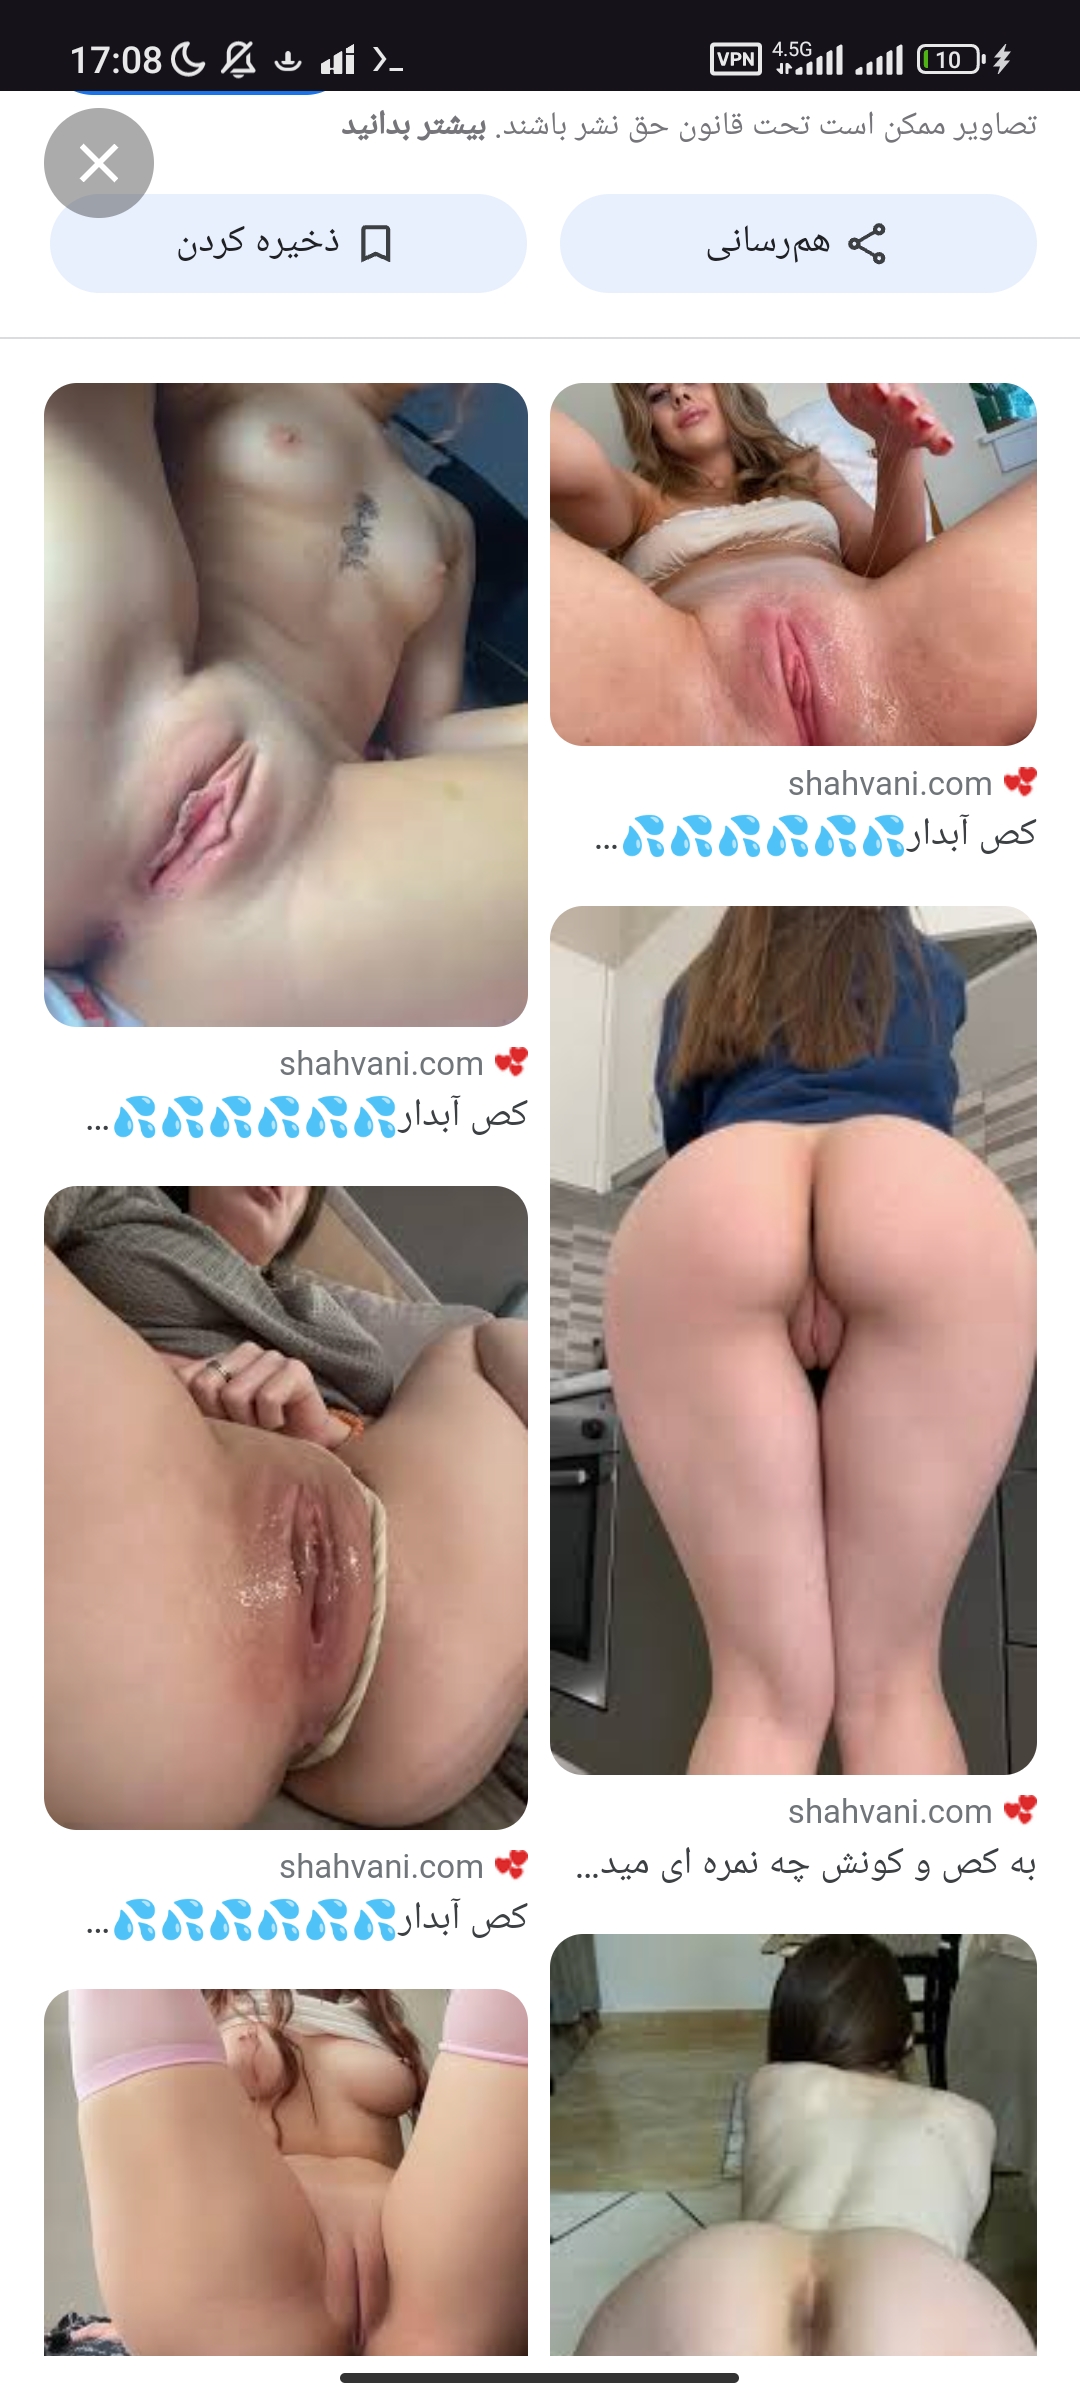 17:08
VPN 4.5G 10
تصاویر ممکن است تحت قانون حق نشر باشند. بیشتر بدانید
هم‌رسانی
ذخیره کردن
shahvani.com
کص آبدار💦💦💦💦💦💦...
shahvani.com
کص آبدار💦💦💦💦💦💦...
shahvani.com
به کص و کونش چه نمره ای مید...
shahvani.com
کص آبدار💦💦💦💦💦💦...